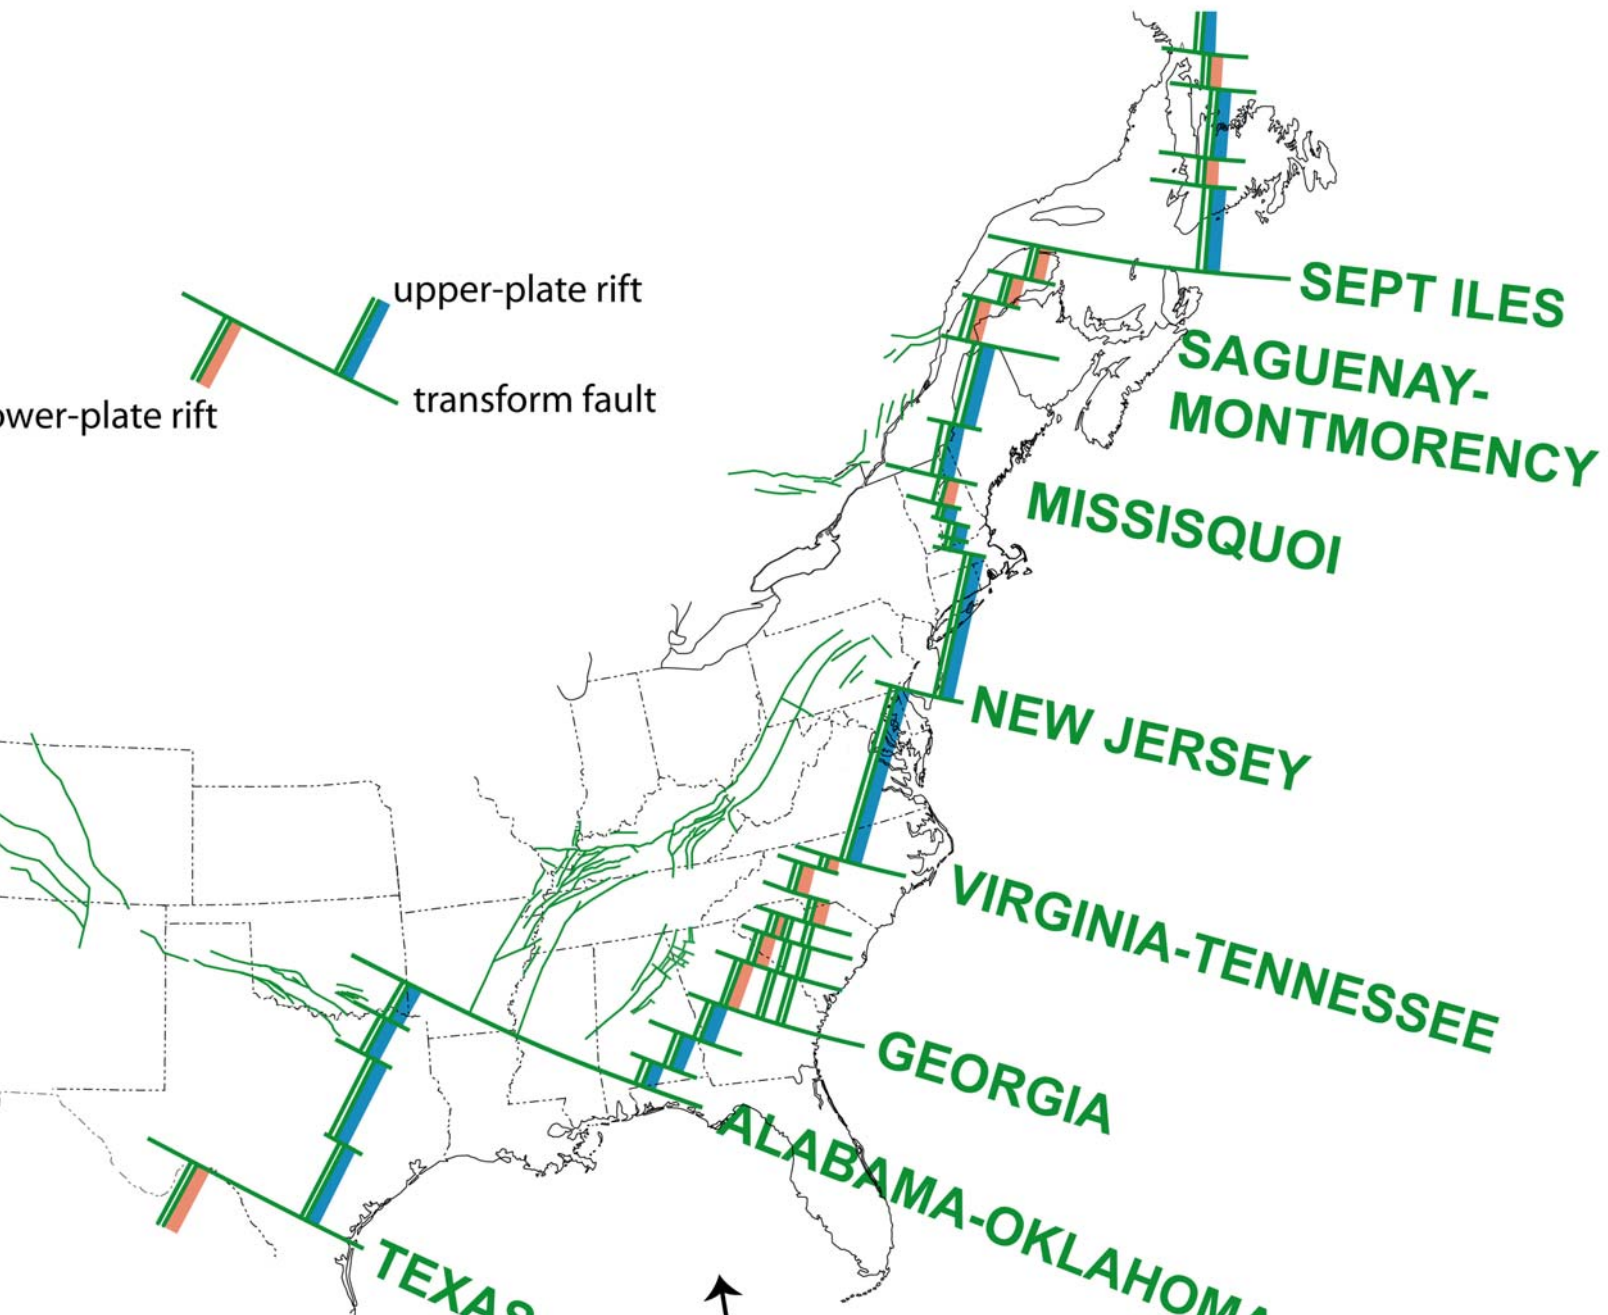 upper-plate rift
transform fault
ower-plate rift
SEPT ILES
SAGUENAY-
MONTMORENCY
MISSISQUOI
NEW JERSEY
VIRGINIA-TENNESSEE
GEORGIA
ALABAMA-OKLAHOMA
TEXAS